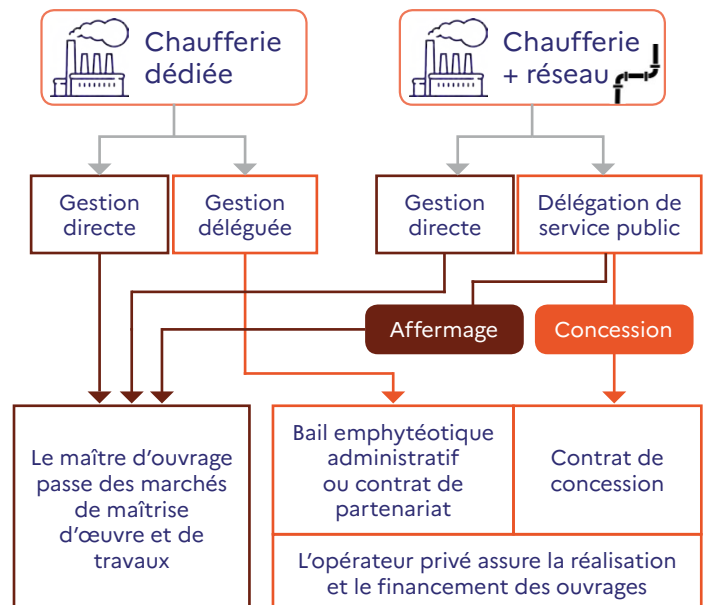 Chaufferie
dédiée
Chaufferie
+ réseau
Gestion
directe
Gestion
déléguée
Gestion
directe
Délégation de
service public
Affermage
Concession
Le maître d’ouvrage
passe des marchés
de maîtrise
d’œuvre et de
travaux
Bail emphytéotique
administratif
ou contrat de
partenariat
Contrat de
concession
L’opérateur privé assure la réalisation
et le financement des ouvrages